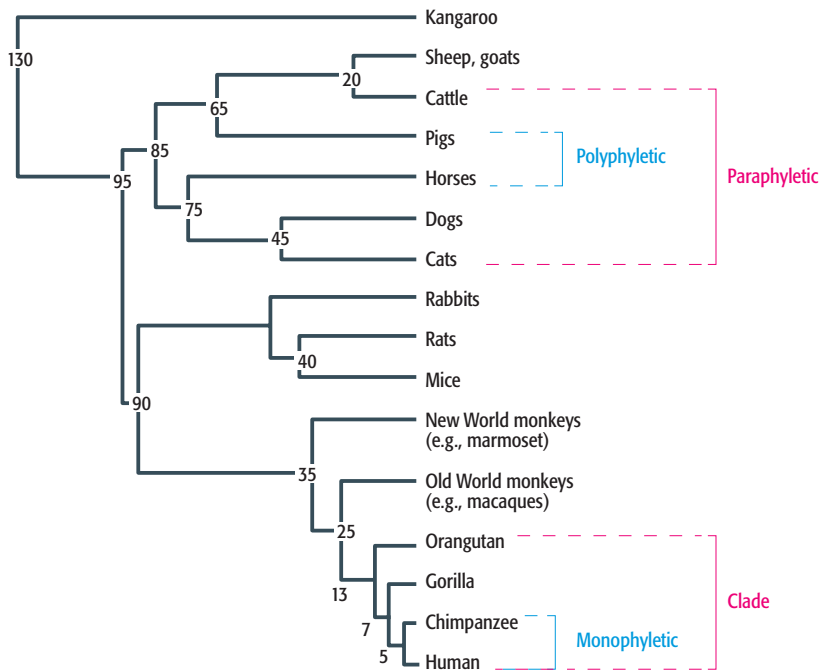 Kangaroo
130
Sheep, goats
20
Cattle
65
Pigs
Polyphyletic
85
Paraphyletic
95
Horses
75
Dogs
45
Cats
Rabbits
Rats
40
Mice
90
New World monkeys
(e.g., marmoset)
35
Old World monkeys
(e.g., macaques)
25
Orangutan
13
Gorilla
Clade
7
Chimpanzee
Monophyletic
5
Human